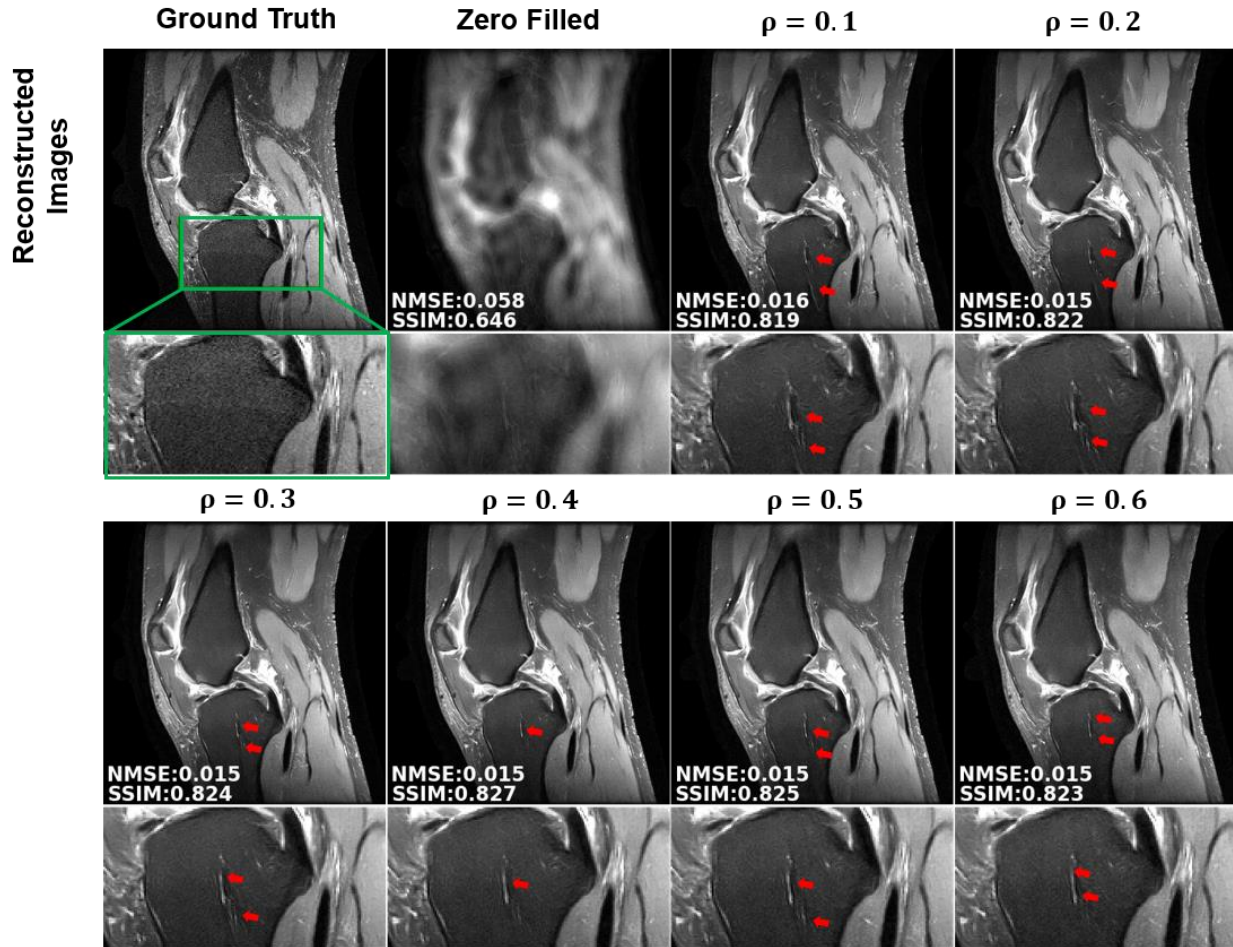 Ground Truth
Zero Filled
ρ = 0.1
ρ = 0.2
Reconstructed
Images
NMSE:0.058
SSIM:0.646
NMSE:0.016
SSIM:0.819
NMSE:0.015
SSIM:0.822
ρ = 0.3
ρ = 0.4
ρ = 0.5
ρ = 0.6
NMSE:0.015
SSIM:0.824
NMSE:0.015
SSIM:0.827
NMSE:0.015
SSIM:0.825
NMSE:0.015
SSIM:0.823